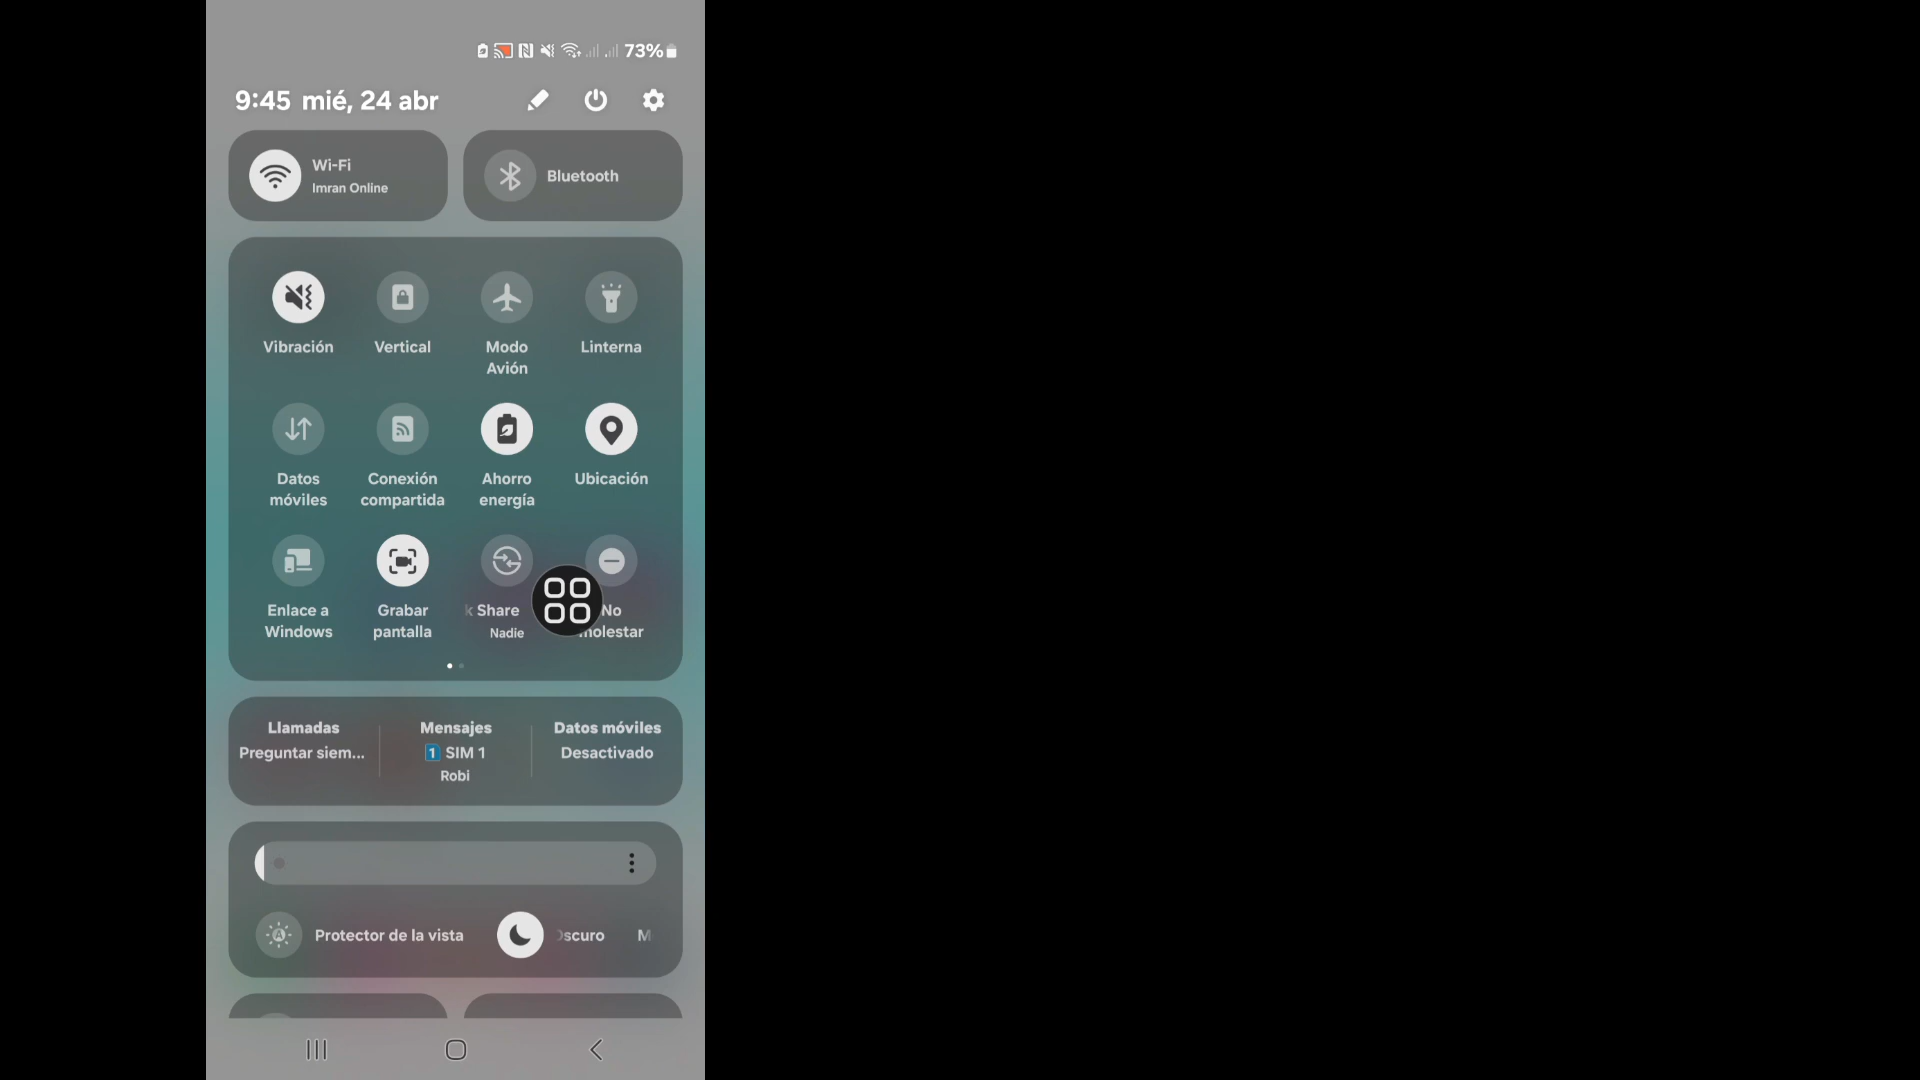 73%
9:45 mié, 24 abr
Wi-Fi
Imran Online
Bluetooth
Vibración
Vertical
Modo
Avión
Linterna
Datos
móviles
Conexión
compartida
Ahorro
energía
Ubicación
Enlace a
Windows
Grabar
pantalla
k Share
Nadie
No
molestar
Llamadas
Preguntar siem...
Mensajes
1 SIM 1
Robi
Datos móviles
Desactivado
Protector de la vista
Oscuro
M